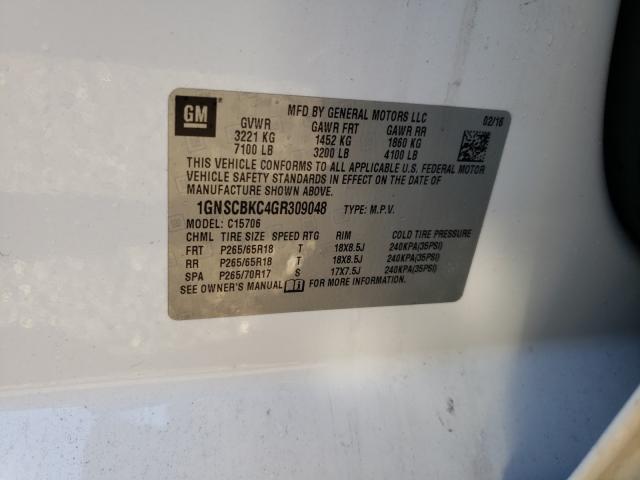 GM
MFD BY GENERAL MOTORS LLC 02/16
GVWR GAWR FRT GAWR RR
3221 KG 1452 KG 1860 KG
7100 LB 3200 LB 4100 LB
THIS VEHICLE CONFORMS TO ALL APPLICABLE U.S. FEDERAL MOTOR
VEHICLE SAFETY STANDARDS IN EFFECT ON THE DATE OF
MANUFACTURE SHOWN ABOVE.
1GNSCBKC4GR309048 TYPE: M.P.V.
MODEL: C15706
CHML TIRE SIZE SPEED RTG RIM COLD TIRE PRESSURE
FRT P265/65R18 T 18X8.5J 240KPA(35PSI)
RR P265/65R18 T 18X8.5J 240KPA(35PSI)
SPA P265/70R17 S 17X7.5J 240KPA(35PSI)
SEE OWNER'S MANUAL FOR MORE INFORMATION.